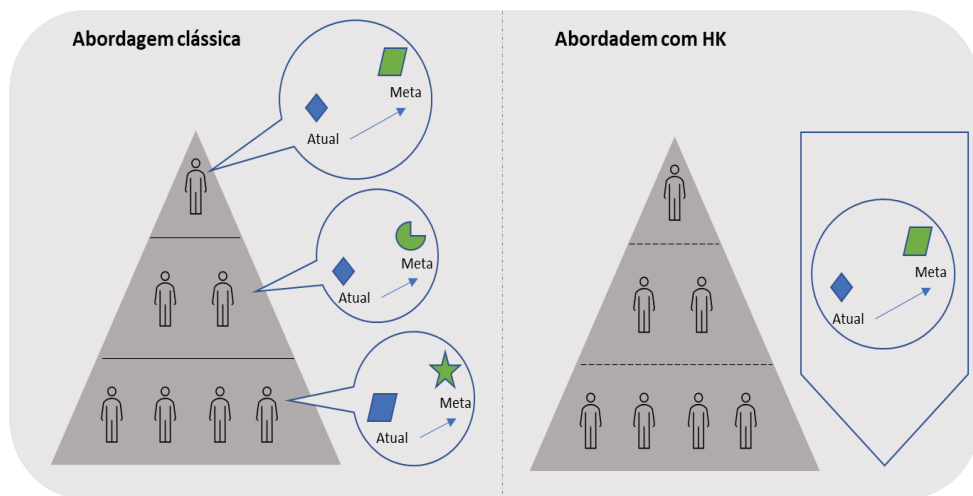 Abordagem clássica
Meta
Atual
Meta
Atual
Meta
Atual
Abordadem com HK
Meta
Atual